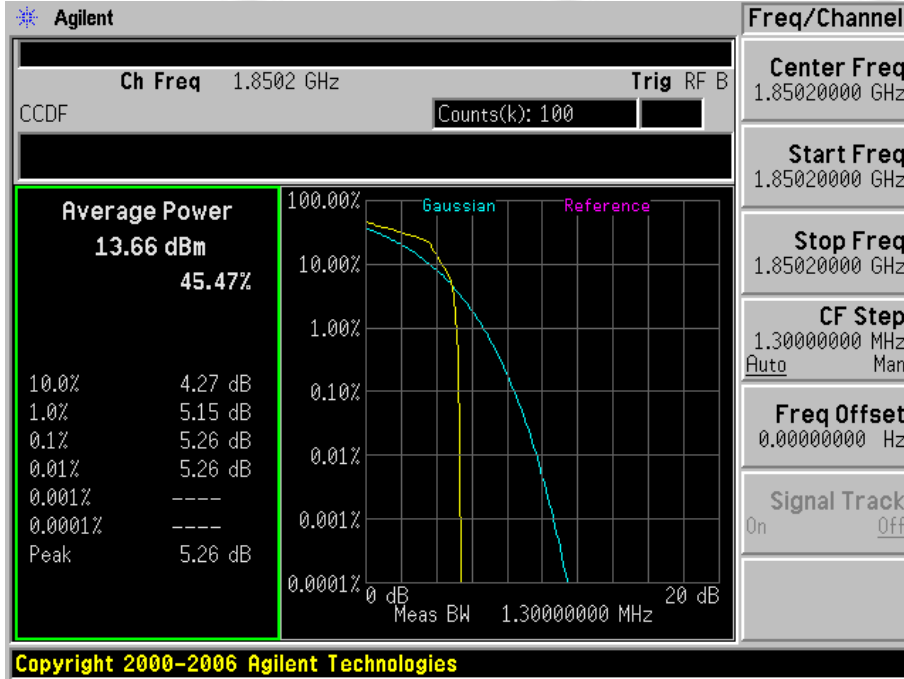 Agilent
Ch Freq 1.8502 GHz Trig RF B
CCDF Counts(k): 100
Average Power
13.66 dBm
45.47%
10.0% 4.27 dB
1.0% 5.15 dB
0.1% 5.26 dB
0.01% 5.26 dB
0.001% ----
0.0001% ----
Peak 5.26 dB
Gaussian Reference
100.00%
10.00%
1.00%
0.10%
0.01%
0.001%
0.0001%
0 dB 20 dB
Meas BW 1.30000000 MHz
Freq/Channel
Center Freq
1.85020000 GHz
Start Freq
1.85020000 GHz
Stop Freq
1.85020000 GHz
CF Step
1.30000000 MHz
Auto Man
Freq Offset
0.00000000 Hz
Signal Track
On Off
Copyright 2000-2006 Agilent Technologies